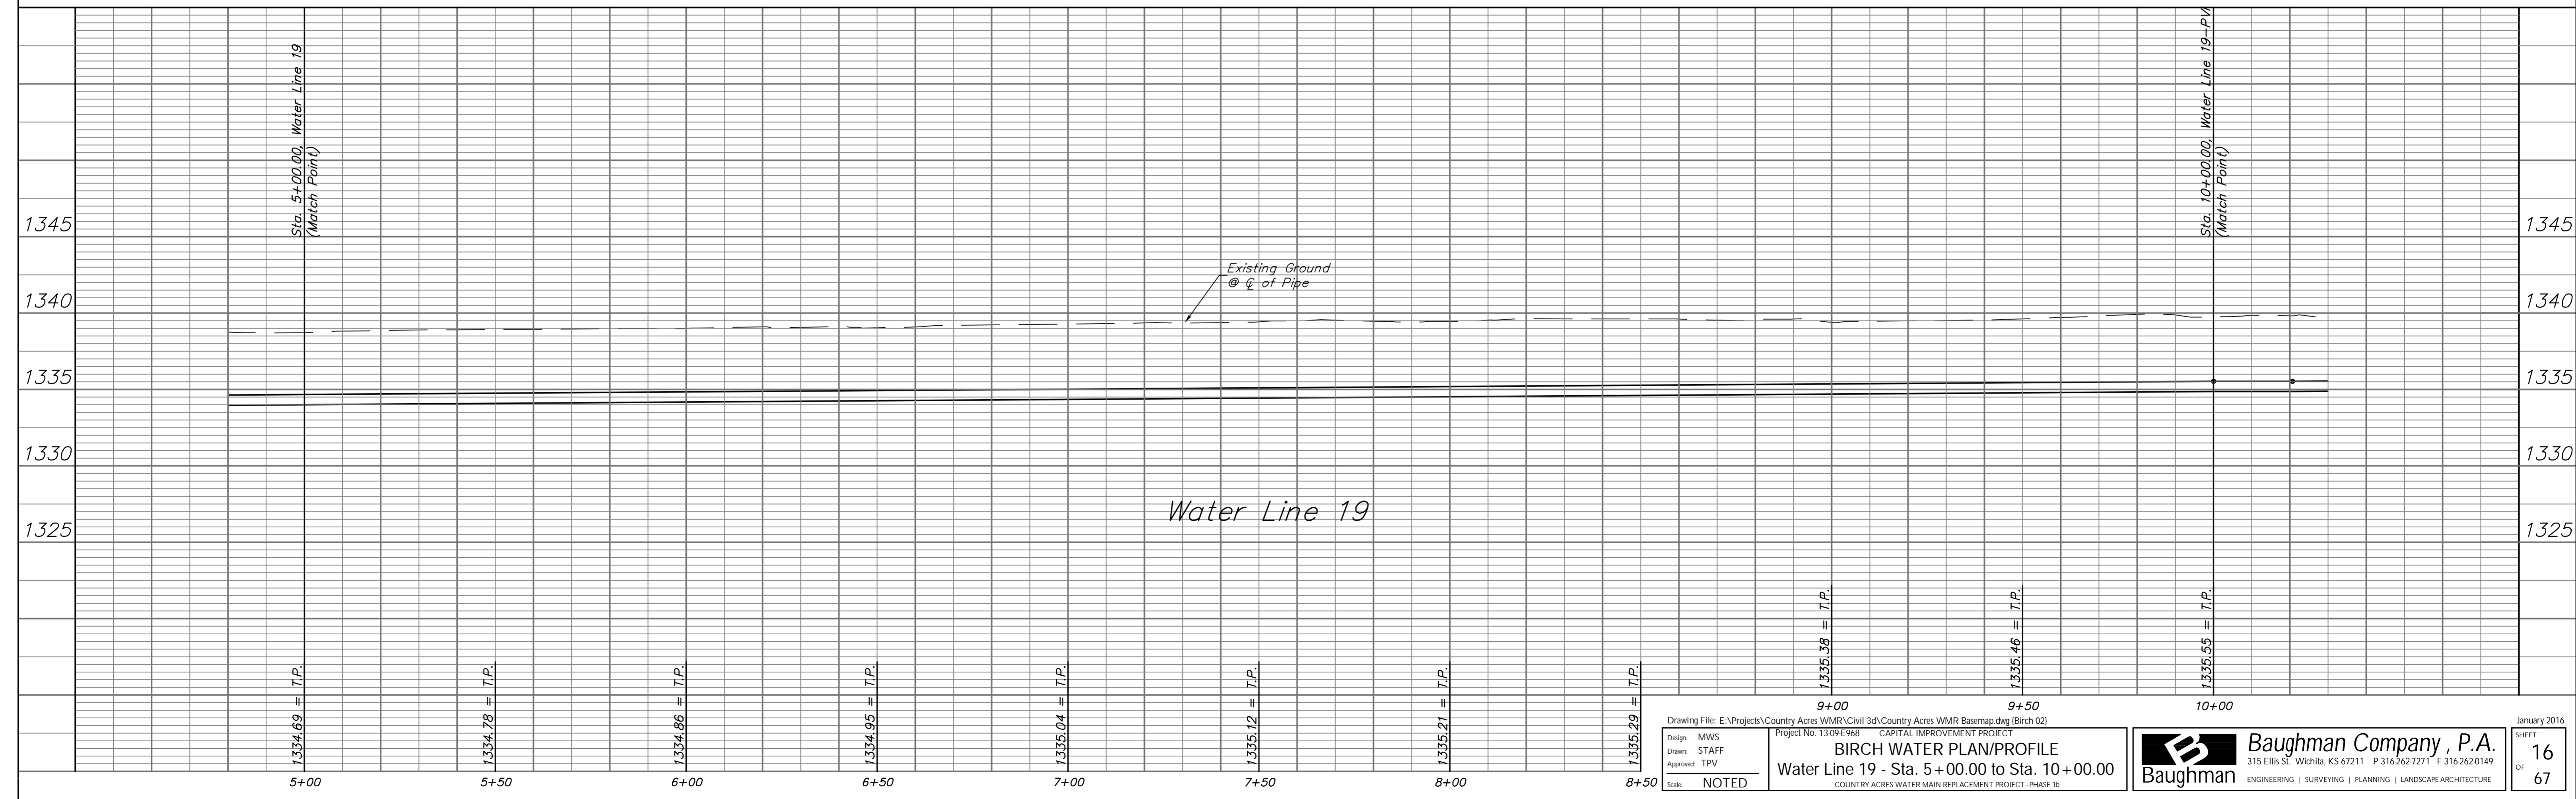 Sta. 5+00.00, Water Line 19
(Match Point)
Sta. 10+00.00, Water Line 19-PVI
(Match Point)
1345
1345
Existing Ground
@ ℄ of Pipe
1340
1340
1335
1335
1330
1330
Water Line 19
1325
1325
1334.69 = T.P.
1334.78 = T.P.
1334.86 = T.P.
1334.95 = T.P.
1335.04 = T.P.
1335.12 = T.P.
1335.21 = T.P.
1335.29 = T.P.
1335.38 = T.P.
1335.46 = T.P.
1335.55 = T.P.
5+00
5+50
6+00
6+50
7+00
7+50
8+00
8+50
9+00
9+50
10+00
Drawing File: E:\Projects\Country Acres WMR\Civil 3d\Country Acres WMR Basemap.dwg (Birch 02)
January 2016
Design: MWS
Drawn: STAFF
Approved: TPV
Scale: NOTED
Project No. 13-09-E968 CAPITAL IMPROVEMENT PROJECT
BIRCH WATER PLAN/PROFILE
Water Line 19 - Sta. 5+00.00 to Sta. 10+00.00
COUNTRY ACRES WATER MAIN REPLACEMENT PROJECT - PHASE 1b
Baughman
Baughman Company, P.A.
315 Ellis St. Wichita, KS 67211 P 316-262-7271 F 316-262-0149
ENGINEERING | SURVEYING | PLANNING | LANDSCAPE ARCHITECTURE
SHEET
16
OF
67